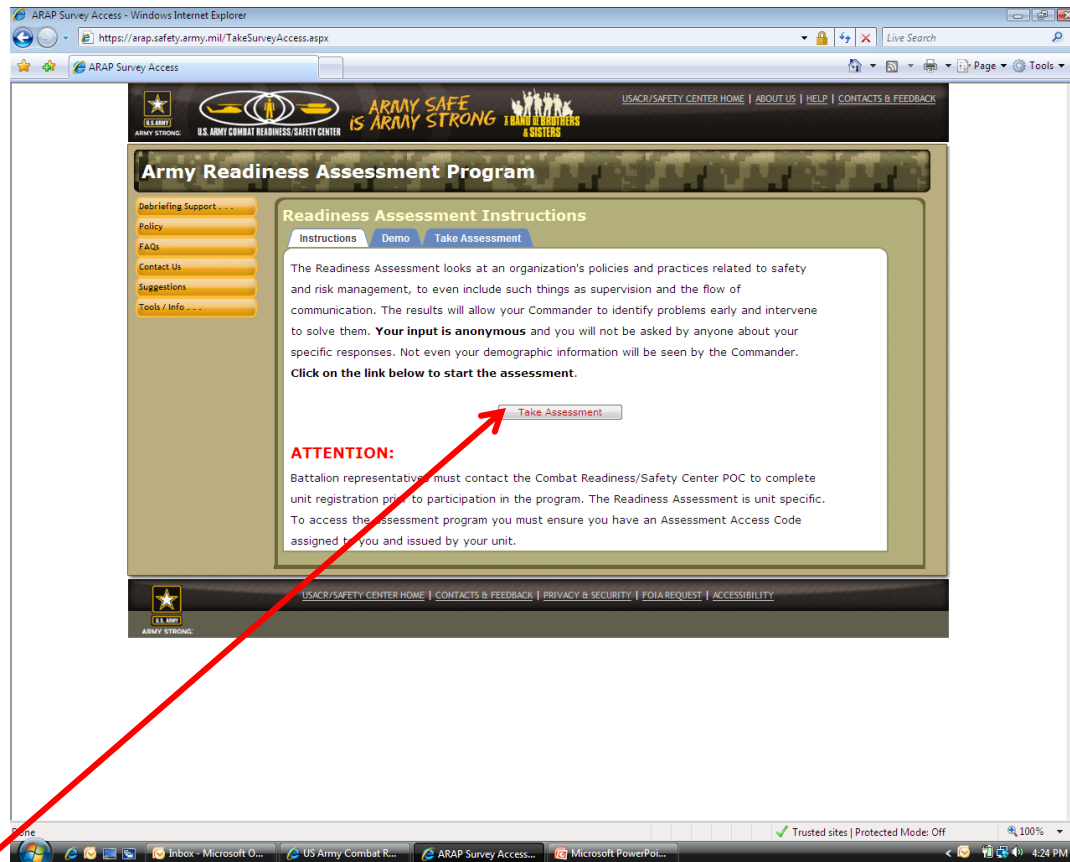 ARAP Survey Access - Windows Internet Explorer
https://arap.safety.army.mil/TakeSurveyAccess.aspx
Live Search
ARAP Survey Access
Page
Tools
U.S.ARMY
ARMY STRONG:
U.S. ARMY COMBAT READINESS/SAFETY CENTER
ARMY SAFE
IS ARMY STRONG
A BAND OF BROTHERS
& SISTERS
USACR/SAFETY CENTER HOME | ABOUT US | HELP | CONTACTS & FEEDBACK
Army Readiness Assessment Program
Debriefing Support . . .
Policy
FAQs
Contact Us
Suggestions
Tools / Info . . .
Readiness Assessment Instructions
Instructions Demo Take Assessment
The Readiness Assessment looks at an organization's policies and practices related to safety
and risk management, to even include such things as supervision and the flow of
communication. The results will allow your Commander to identify problems early and intervene
to solve them. Your input is anonymous and you will not be asked by anyone about your
specific responses. Not even your demographic information will be seen by the Commander.
Click on the link below to start the assessment.
Take Assessment
ATTENTION:
Battalion representatives must contact the Combat Readiness/Safety Center POC to complete
unit registration prior to participation in the program. The Readiness Assessment is unit specific.
To access the assessment program you must ensure you have an Assessment Access Code
assigned to you and issued by your unit.
U.S. ARMY
ARMY STRONG:
USACR/SAFETY CENTER HOME | CONTACTS & FEEDBACK | PRIVACY & SECURITY | FOIA REQUEST | ACCESSIBILITY
Done
Trusted sites | Protected Mode: Off
100%
Inbox - Microsoft O...
US Army Combat R...
ARAP Survey Access...
Microsoft PowerPoi...
4:24 PM